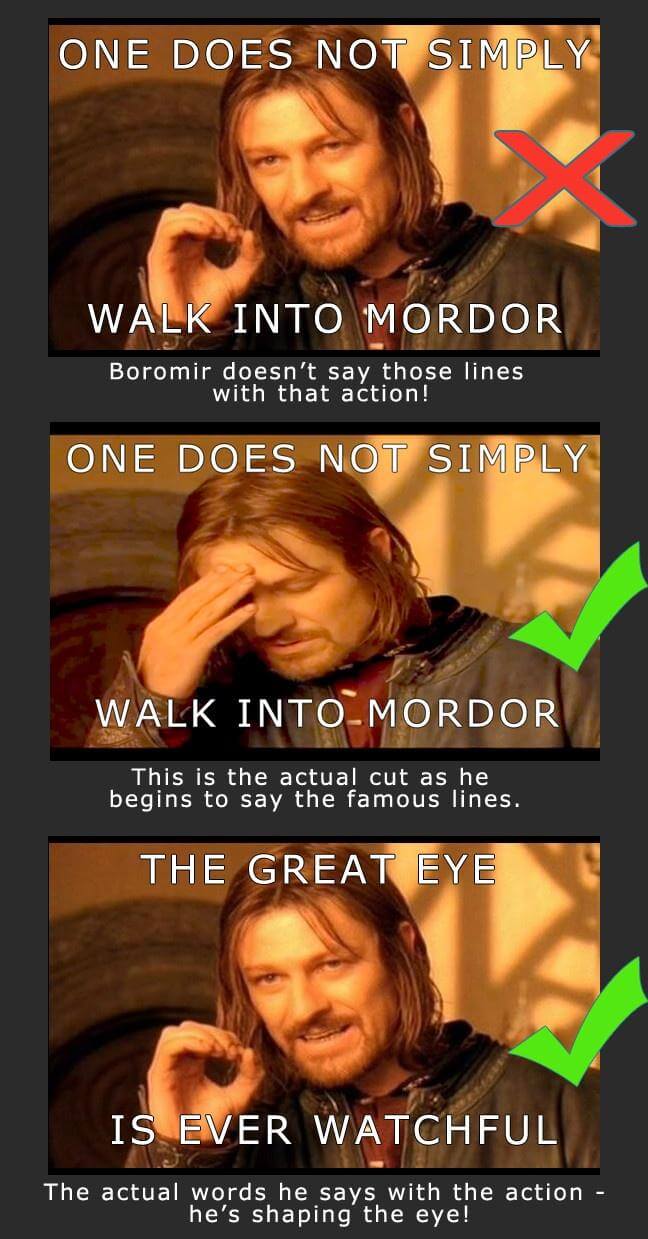 ONE DOES NOT SIMPLY
WALK INTO MORDOR
Boromir doesn't say those lines
with that action!
ONE DOES NOT SIMPLY
WALK INTO MORDOR
This is the actual cut as he
begins to say the famous lines.
THE GREAT EYE
IS EVER WATCHFUL
The actual words he says with the action -
he's shaping the eye!